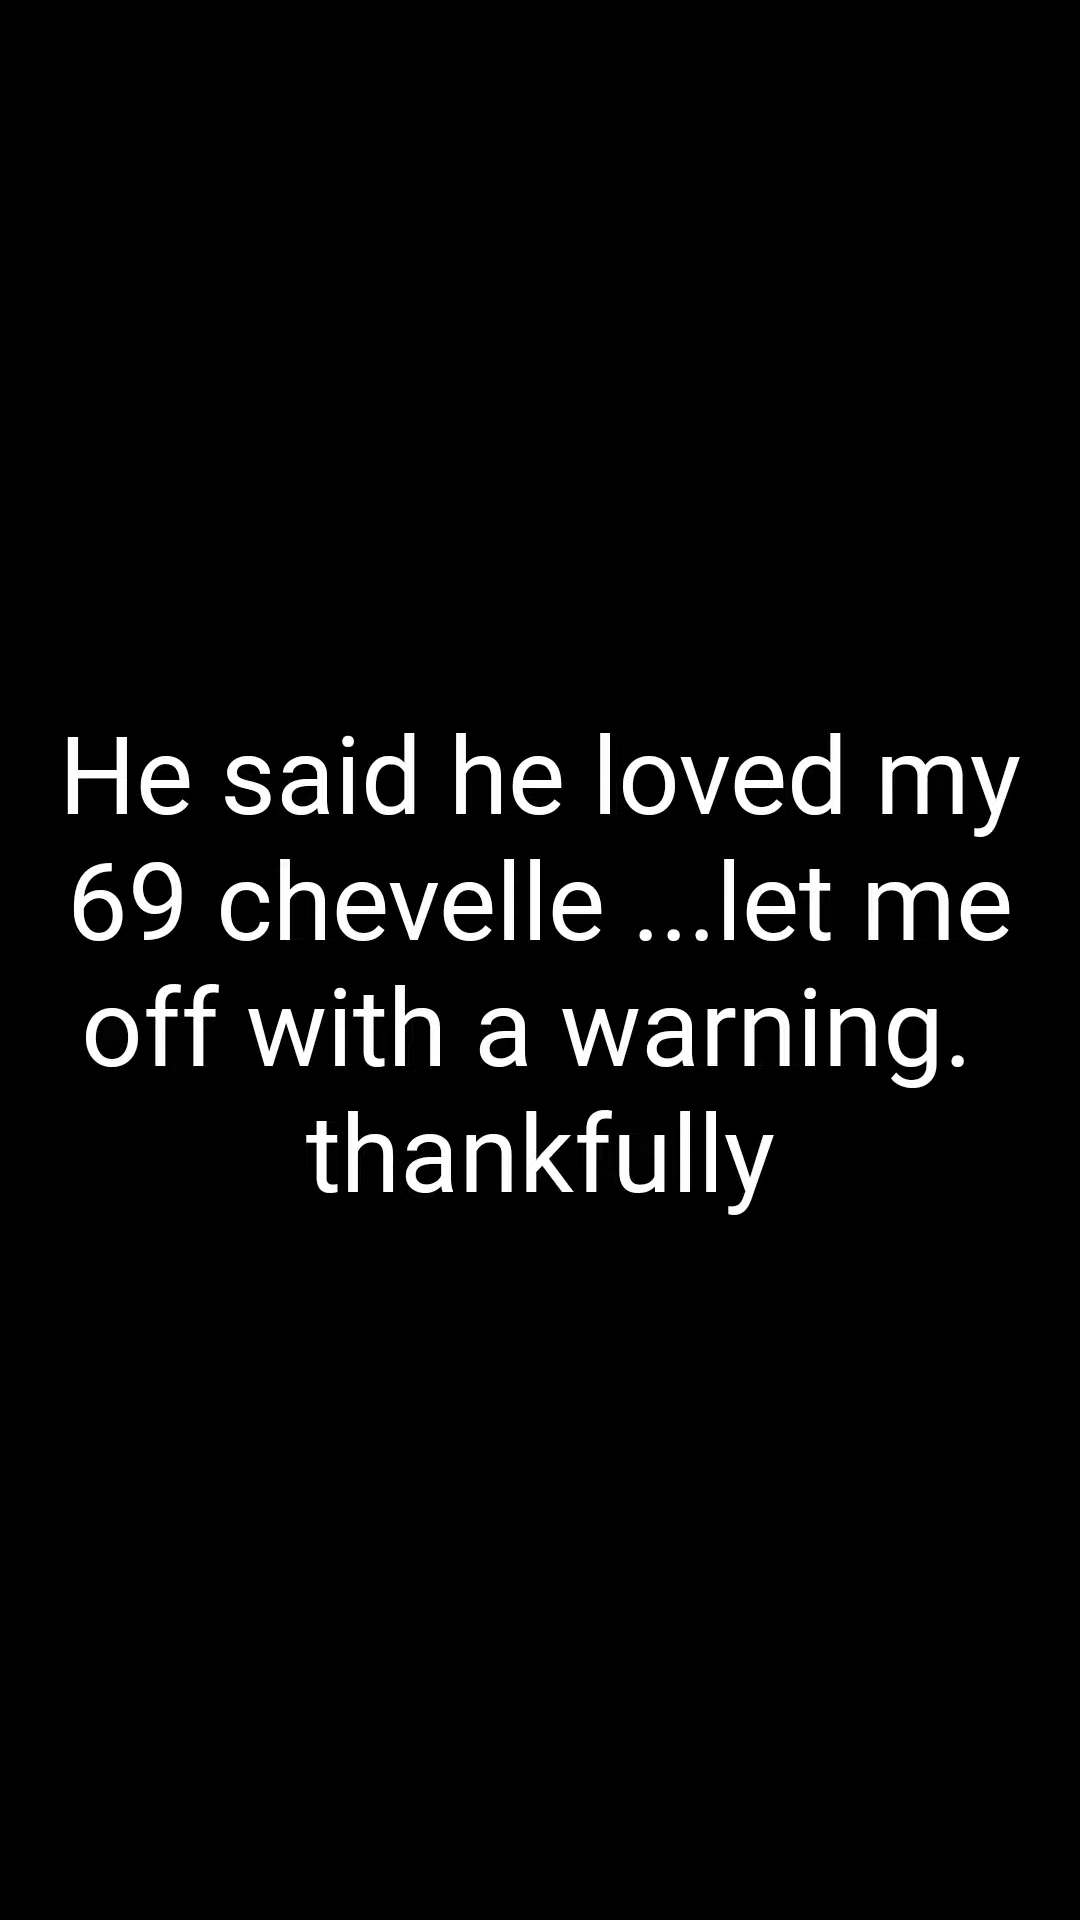 He said he loved my
69 chevelle ...let me
off with a warning.
thankfully